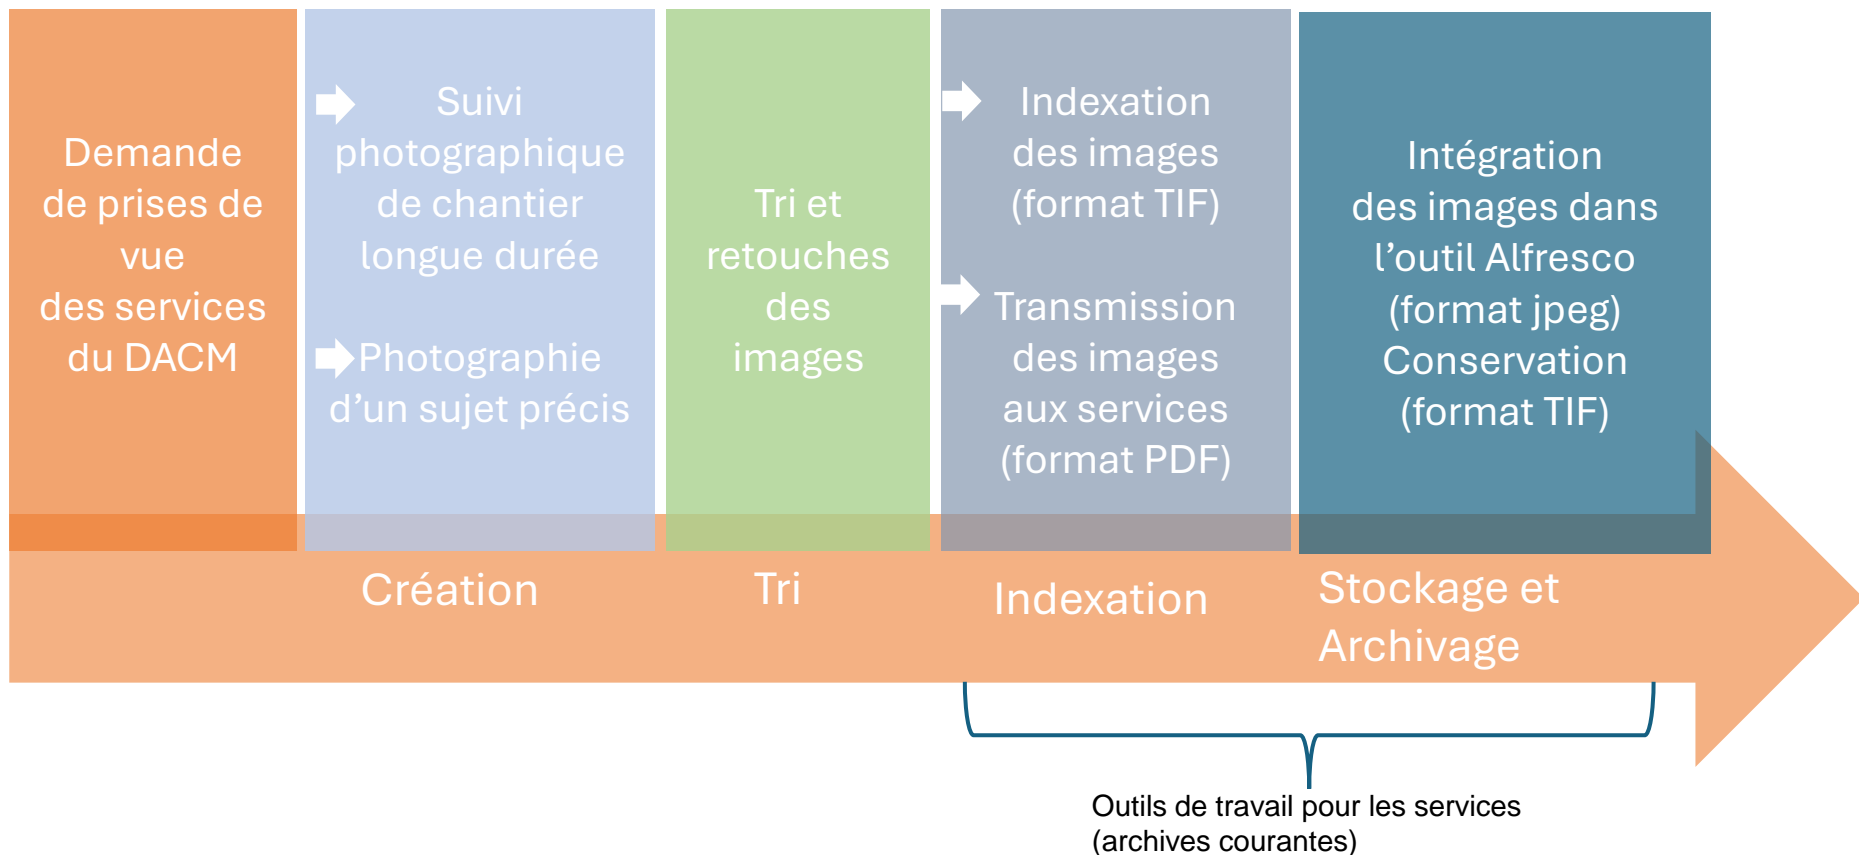 Demande
de prises de
vue
des services
du DACM
Suivi
photographique
de chantier
longue durée
Photographie
d’un sujet précis
Tri et
retouches
des
images
Indexation
des images
(format TIF)
Transmission
des images
aux services
(format PDF)
Intégration
des images dans
l’outil Alfresco
(format jpeg)
Conservation
(format TIF)
Création
Tri
Indexation
Stockage et
Archivage
Outils de travail pour les services
(archives courantes)